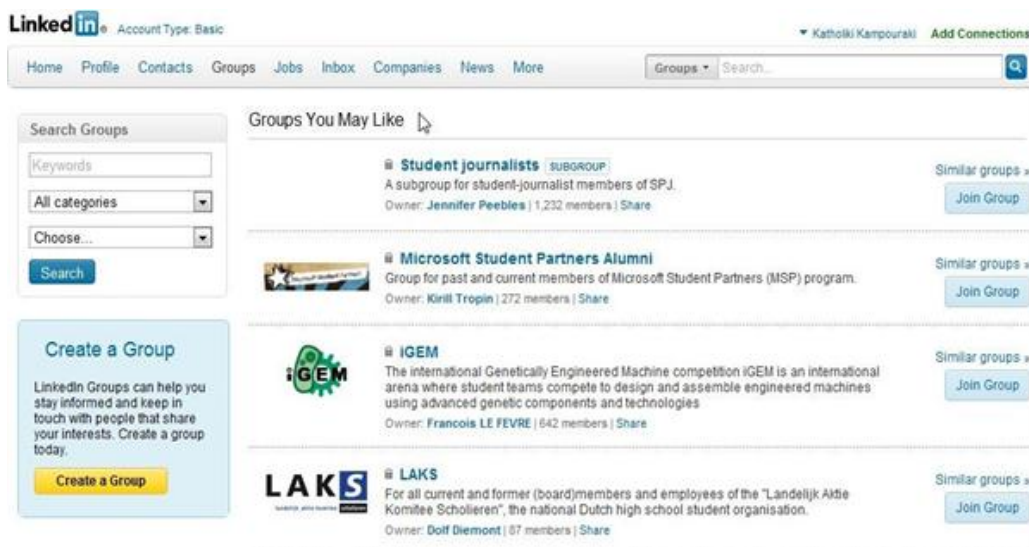 Linked in® Account Type: Basic
Katholiki Kampouraki Add Connections
Home Profile Contacts Groups Jobs Inbox Companies News More
Groups Search...
Search Groups
Keywords
All categories
Choose...
Search
Create a Group
LinkedIn Groups can help you
stay informed and keep in
touch with people that share
your interests. Create a group
today.
Create a Group
Groups You May Like
Student journalists SUBGROUP
A subgroup for student-journalist members of SPJ.
Owner: Jennifer Peebles | 1,232 members | Share
Similar groups »
Join Group
Microsoft Student Partners Alumni
Group for past and current members of Microsoft Student Partners (MSP) program.
Owner: Kirill Tropin | 272 members | Share
Similar groups »
Join Group
iGEM
iGEM
The international Genetically Engineered Machine competition iGEM is an international
arena where student teams compete to design and assemble engineered machines
using advanced genetic components and technologies
Owner: Francois LE FEVRE | 642 members | Share
Similar groups »
Join Group
LAKS
LAKS
For all current and former (board)members and employees of the "Landelijk Aktie
Komitee Scholieren", the national Dutch high school student organisation.
Owner: Dolf Diemont | 87 members | Share
Similar groups »
Join Group